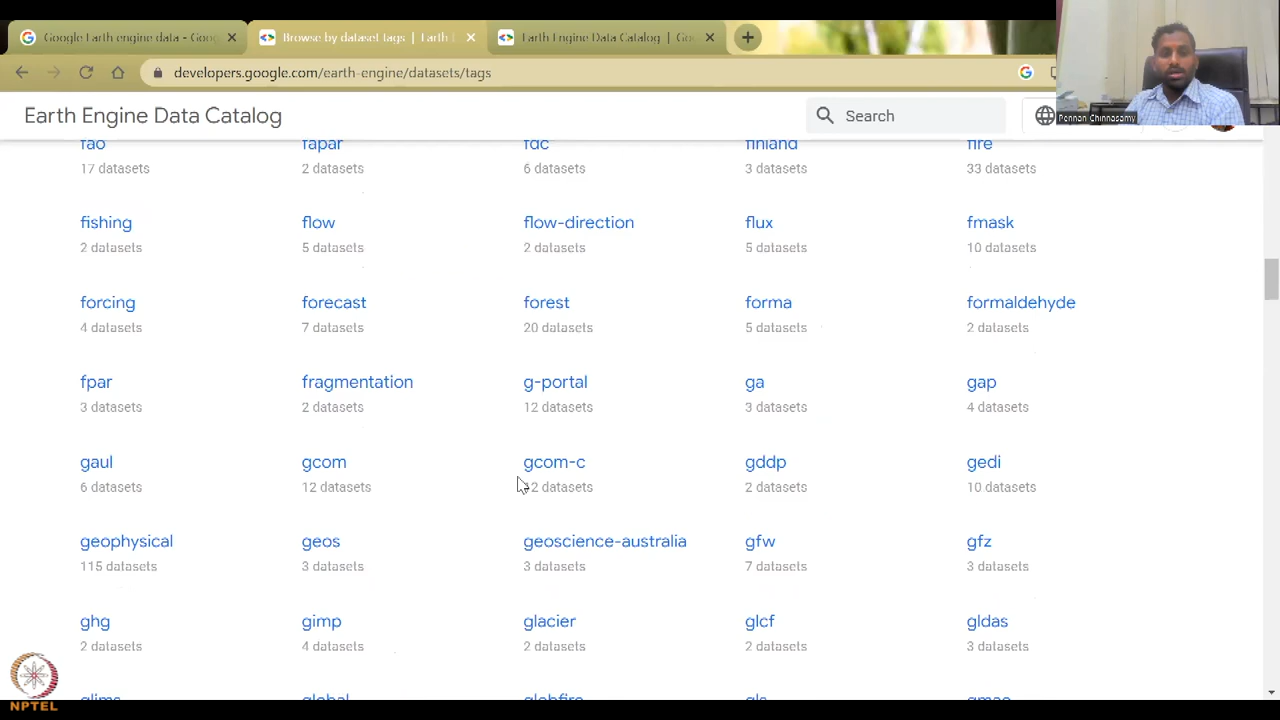 Google Earth engine data - Goo
Browse by dataset tags | Earth
Earth Engine Data Catalog | Go
developers.google.com/earth-engine/datasets/tags
Earth Engine Data Catalog
Search
Pennan Chinnasamy
fao fapar fdc finland fire
17 datasets 2 datasets 6 datasets 3 datasets 33 datasets
fishing flow flow-direction flux fmask
2 datasets 5 datasets 2 datasets 5 datasets 10 datasets
forcing forecast forest forma formaldehyde
4 datasets 7 datasets 20 datasets 5 datasets 2 datasets
fpar fragmentation g-portal ga gap
3 datasets 2 datasets 12 datasets 3 datasets 4 datasets
gaul gcom gcom-c gddp gedi
6 datasets 12 datasets 12 datasets 2 datasets 10 datasets
geophysical geos geoscience-australia gfw gfz
115 datasets 3 datasets 3 datasets 7 datasets 3 datasets
ghg gimp glacier glcf gldas
2 datasets 4 datasets 2 datasets 2 datasets 3 datasets
glims global globfire gls gmao
NPTEL